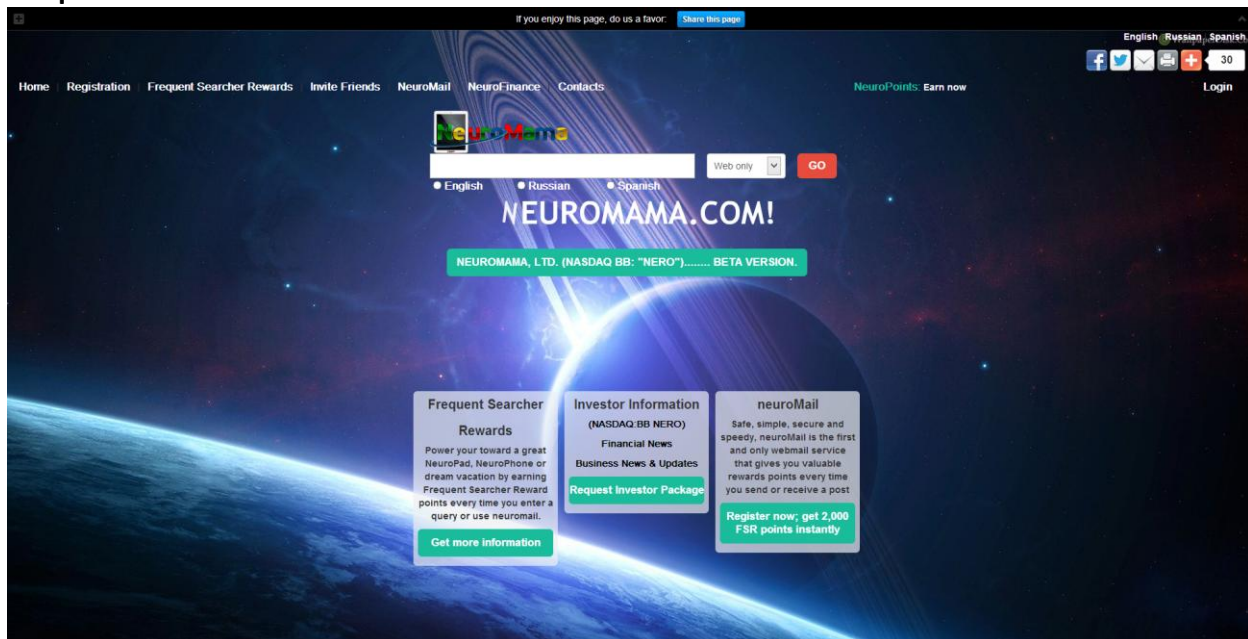 If you enjoy this page, do us a favor: Share this page
English Russian Spanish
30
Home Registration Frequent Searcher Rewards Invite Friends NeuroMail NeuroFinance Contacts NeuroPoints: Earn now Login
NeuroMama
Web only GO
English Russian Spanish
NEUROMAMA.COM!
NEUROMAMA, LTD. (NASDAQ BB: "NERO")........ BETA VERSION.
Frequent Searcher
Rewards
Power your toward a great
NeuroPad, NeuroPhone or
dream vacation by earning
Frequent Searcher Reward
points every time you enter a
query or use neuromail.
Get more information
Investor Information
(NASDAQ:BB NERO)
Financial News
Business News & Updates
Request Investor Package
neuroMail
Safe, simple, secure and
speedy, neuroMail is the first
and only webmail service
that gives you valuable
rewards points every time
you send or receive a post
Register now; get 2,000
FSR points instantly